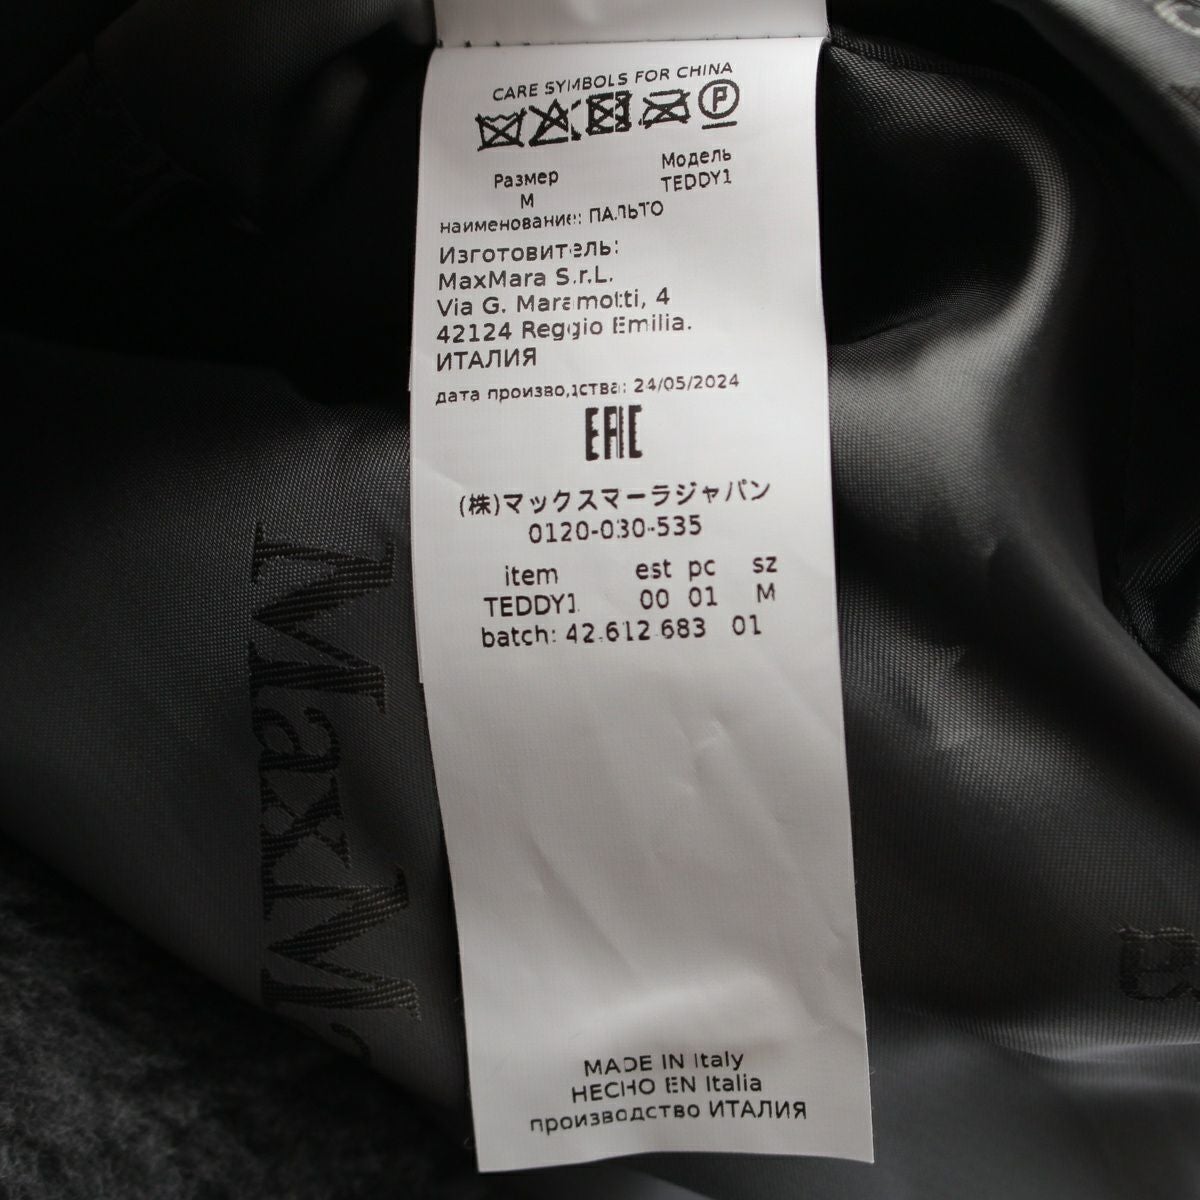 CARE SYMBOLS FOR CHINA
P
Размер
M
Модель
TEDDY1
наименование: ПАЛЬТО
Изготовитель:
MaxMara S.r.L.
Via G. Maramotti, 4
42124 Reggio Emilia.
ИТАЛИЯ
дата производства: 24/05/2024
EAC
(株)マックスマーラジャパン
0120-030-535
item est pc sz
TEDDY1 00 01 M
batch: 42.612.683 01
MADE IN Italy
HECHO EN Italia
производство ИТАЛИЯ
MaxM